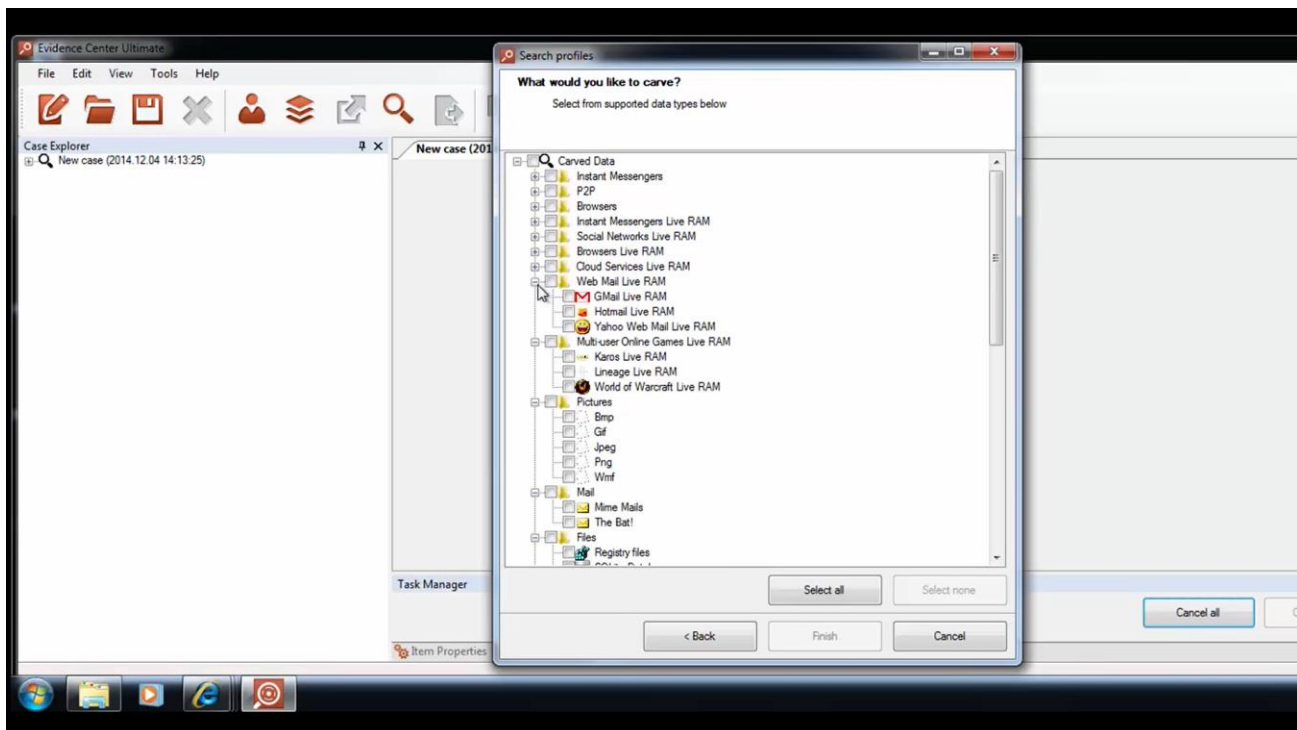 Evidence Center Ultimate
File Edit View Tools Help
Case Explorer
New case (2014.12.04 14:13:25)
New case (201
Search profiles
What would you like to carve?
Select from supported data types below
Carved Data
Instant Messengers
P2P
Browsers
Instant Messengers Live RAM
Social Networks Live RAM
Browsers Live RAM
Cloud Services Live RAM
Web Mail Live RAM
GMail Live RAM
Hotmail Live RAM
Yahoo Web Mail Live RAM
Multi-user Online Games Live RAM
Karos Live RAM
Lineage Live RAM
World of Warcraft Live RAM
Pictures
Bmp
Gif
Jpeg
Png
Wmf
Mail
Mime Mails
The Bat!
Files
Registry files
Select all Select none
< Back Finish Cancel
Task Manager
Cancel all
Item Properties